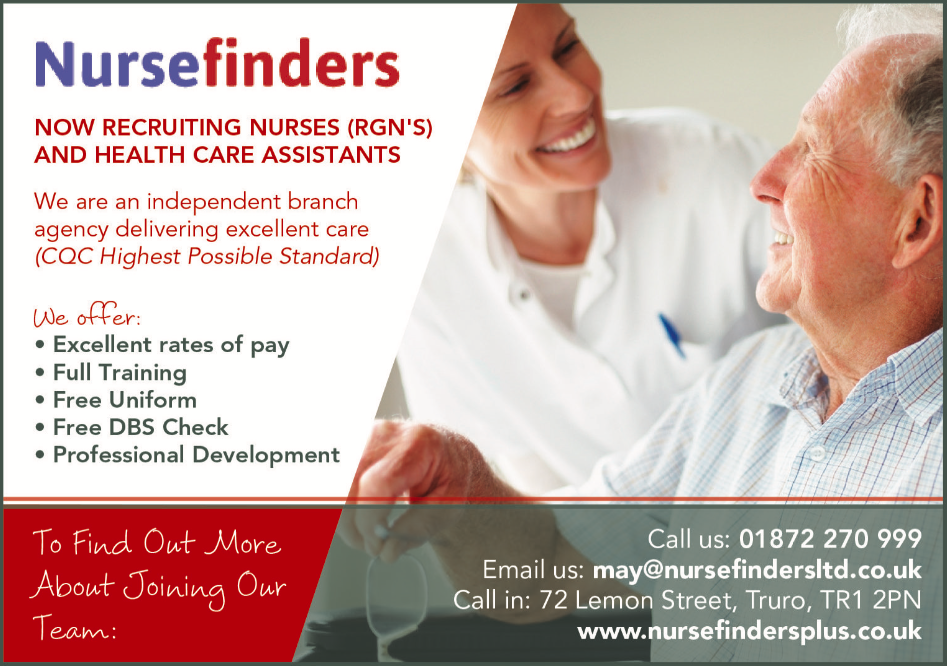 Nursefinders
NOW RECRUITING NURSES (RGN'S)
AND HEALTH CARE ASSISTANTS
We are an independent branch
agency delivering excellent care
(CQC Highest Possible Standard)
We offer:
• Excellent rates of pay
• Full Training
• Free Uniform
• Free DBS Check
• Professional Development
To Find Out More
About Joining Our
Team:
Call us: 01872 270 999
Email us: may@nursefindersltd.co.uk
Call in: 72 Lemon Street, Truro, TR1 2PN
www.nursefindersplus.co.uk